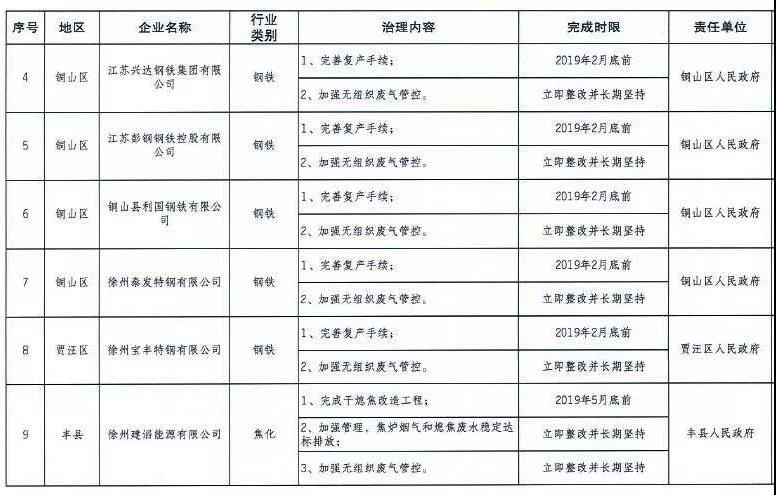 序号 地区 企业名称 行业类别 治理内容 完成时限 责任单位
4 铜山区 江苏兴达钢铁集团有限公司 钢铁 1、完善复产手续； 2019年2月底前 铜山区人民政府
2、加强无组织废气管控。 立即整改并长期坚持
5 铜山区 江苏彭钢钢铁控股有限公司 钢铁 1、完善复产手续； 2019年2月底前 铜山区人民政府
2、加强无组织废气管控。 立即整改并长期坚持
6 铜山区 铜山县利国钢铁有限公司 钢铁 1、完善复产手续； 2019年2月底前 铜山区人民政府
2、加强无组织废气管控。 立即整改并长期坚持
7 铜山区 徐州泰发特钢有限公司 钢铁 1、完善复产手续； 2019年2月底前 铜山区人民政府
2、加强无组织废气管控。 立即整改并长期坚持
8 贾汪区 徐州宝丰特钢有限公司 钢铁 1、完善复产手续； 2019年2月底前 贾汪区人民政府
2、加强无组织废气管控。 立即整改并长期坚持
9 丰县 徐州建滔能源有限公司 焦化 1、完成干熄焦改造工程； 2019年5月底前 丰县人民政府
2、加强管理，焦炉烟气和熄焦废水稳定达标排放； 立即整改并长期坚持
3、加强无组织废气管控。 立即整改并长期坚持